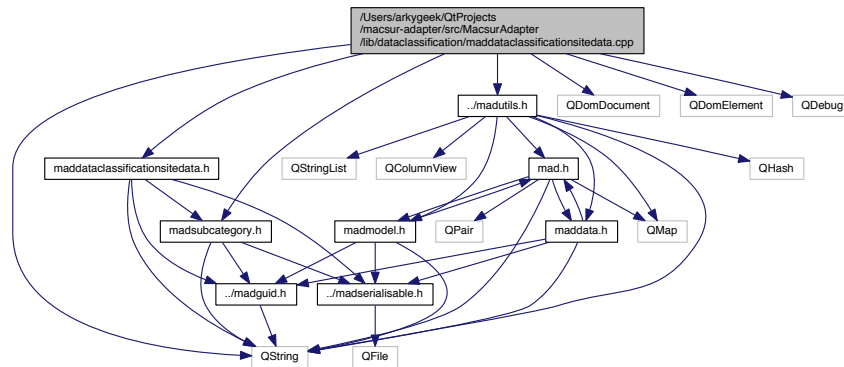 /Users/arkygeek/QtProjects
/macsur-adapter/src/MacsurAdapter
/lib/dataclassification/maddataclassificationsitedata.cpp
../madutils.h
QDomDocument
QDomElement
QDebug
maddataclassificationsitedata.h
QStringList
QColumnView
mad.h
QHash
madsubcategory.h
madmodel.h
QPair
maddata.h
QMap
../madguid.h
../madserialisable.h
QString
QFile